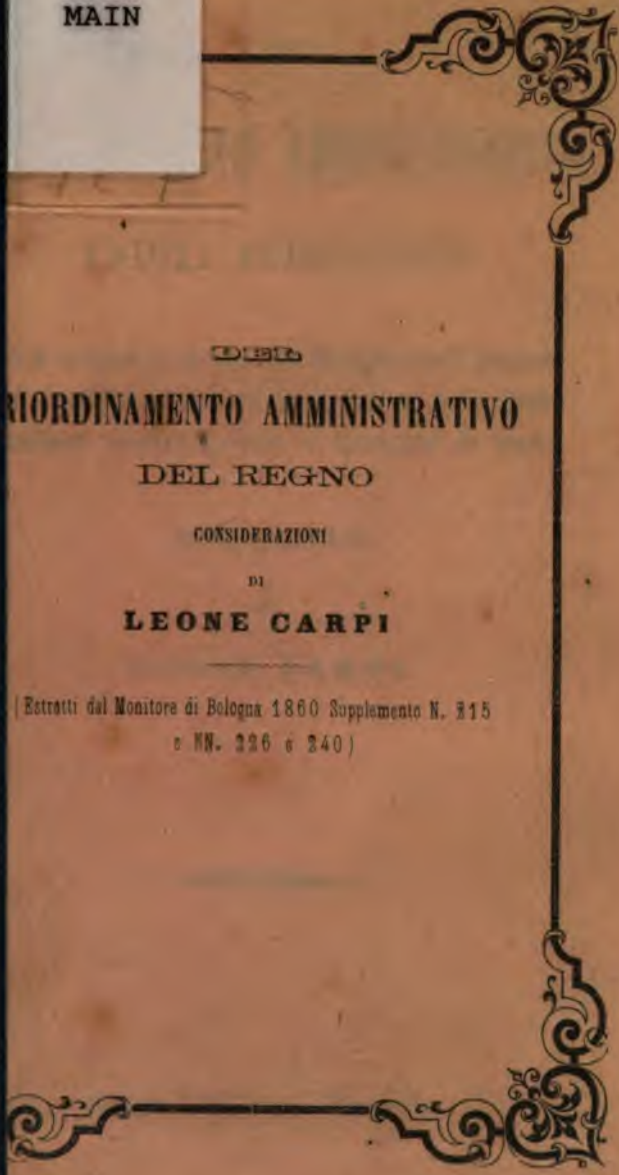 MAIN
DEL
RIORDINAMENTO AMMINISTRATIVO
DEL REGNO
CONSIDERAZIONI
DI
LEONE CARPI
(Estratti dal Monitore di Bologna 1860 Supplemento N. 215
e NN. 226 e 240)